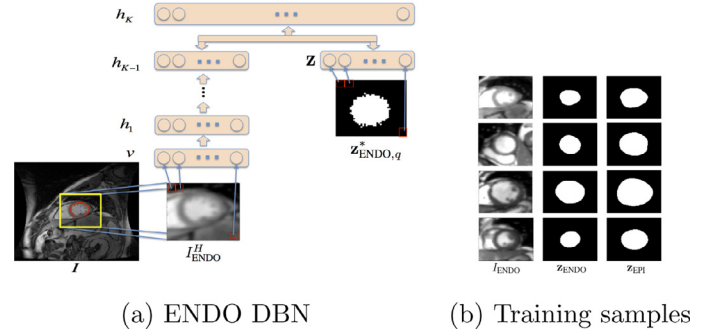 h_K
h_{K-1}
Z
h_1
v
z*_{ENDO,q}
I
I^H_{ENDO}
I_{ENDO} z_{ENDO} z_{EPI}
(a) ENDO DBN
(b) Training samples